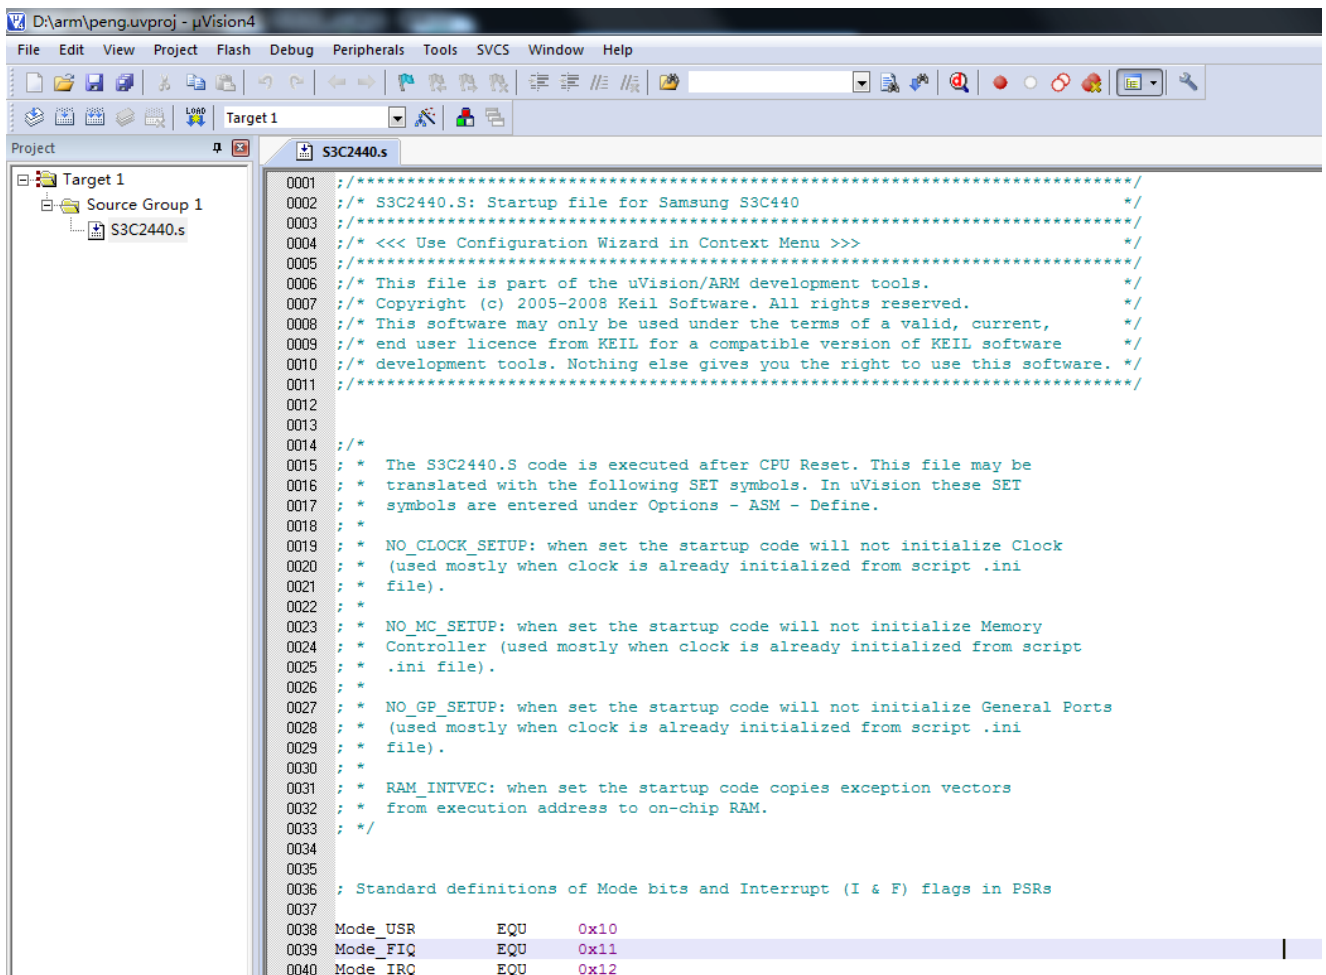 D:\arm\peng.uvproj - µVision4
File Edit View Project Flash Debug Peripherals Tools SVCS Window Help
LOAD Target 1
Project
S3C2440.s
Target 1
Source Group 1
S3C2440.s
0001 ;/*****************************************************************************/
0002 ;/* S3C2440.S: Startup file for Samsung S3C440 */
0003 ;/*****************************************************************************/
0004 ;/* <<< Use Configuration Wizard in Context Menu >>> */
0005 ;/*****************************************************************************/
0006 ;/* This file is part of the uVision/ARM development tools. */
0007 ;/* Copyright (c) 2005-2008 Keil Software. All rights reserved. */
0008 ;/* This software may only be used under the terms of a valid, current, */
0009 ;/* end user licence from KEIL for a compatible version of KEIL software */
0010 ;/* development tools. Nothing else gives you the right to use this software. */
0011 ;/*****************************************************************************/
0012
0013
0014 ;/*
0015 ; * The S3C2440.S code is executed after CPU Reset. This file may be
0016 ; * translated with the following SET symbols. In uVision these SET
0017 ; * symbols are entered under Options - ASM - Define.
0018 ; *
0019 ; * NO_CLOCK_SETUP: when set the startup code will not initialize Clock
0020 ; * (used mostly when clock is already initialized from script .ini
0021 ; * file).
0022 ; *
0023 ; * NO_MC_SETUP: when set the startup code will not initialize Memory
0024 ; * Controller (used mostly when clock is already initialized from script
0025 ; * .ini file).
0026 ; *
0027 ; * NO_GP_SETUP: when set the startup code will not initialize General Ports
0028 ; * (used mostly when clock is already initialized from script .ini
0029 ; * file).
0030 ; *
0031 ; * RAM_INTVEC: when set the startup code copies exception vectors
0032 ; * from execution address to on-chip RAM.
0033 ; */
0034
0035
0036 ; Standard definitions of Mode bits and Interrupt (I & F) flags in PSRs
0037
0038 Mode_USR EQU 0x10
0039 Mode_FIQ EQU 0x11
0040 Mode_IRQ EQU 0x12